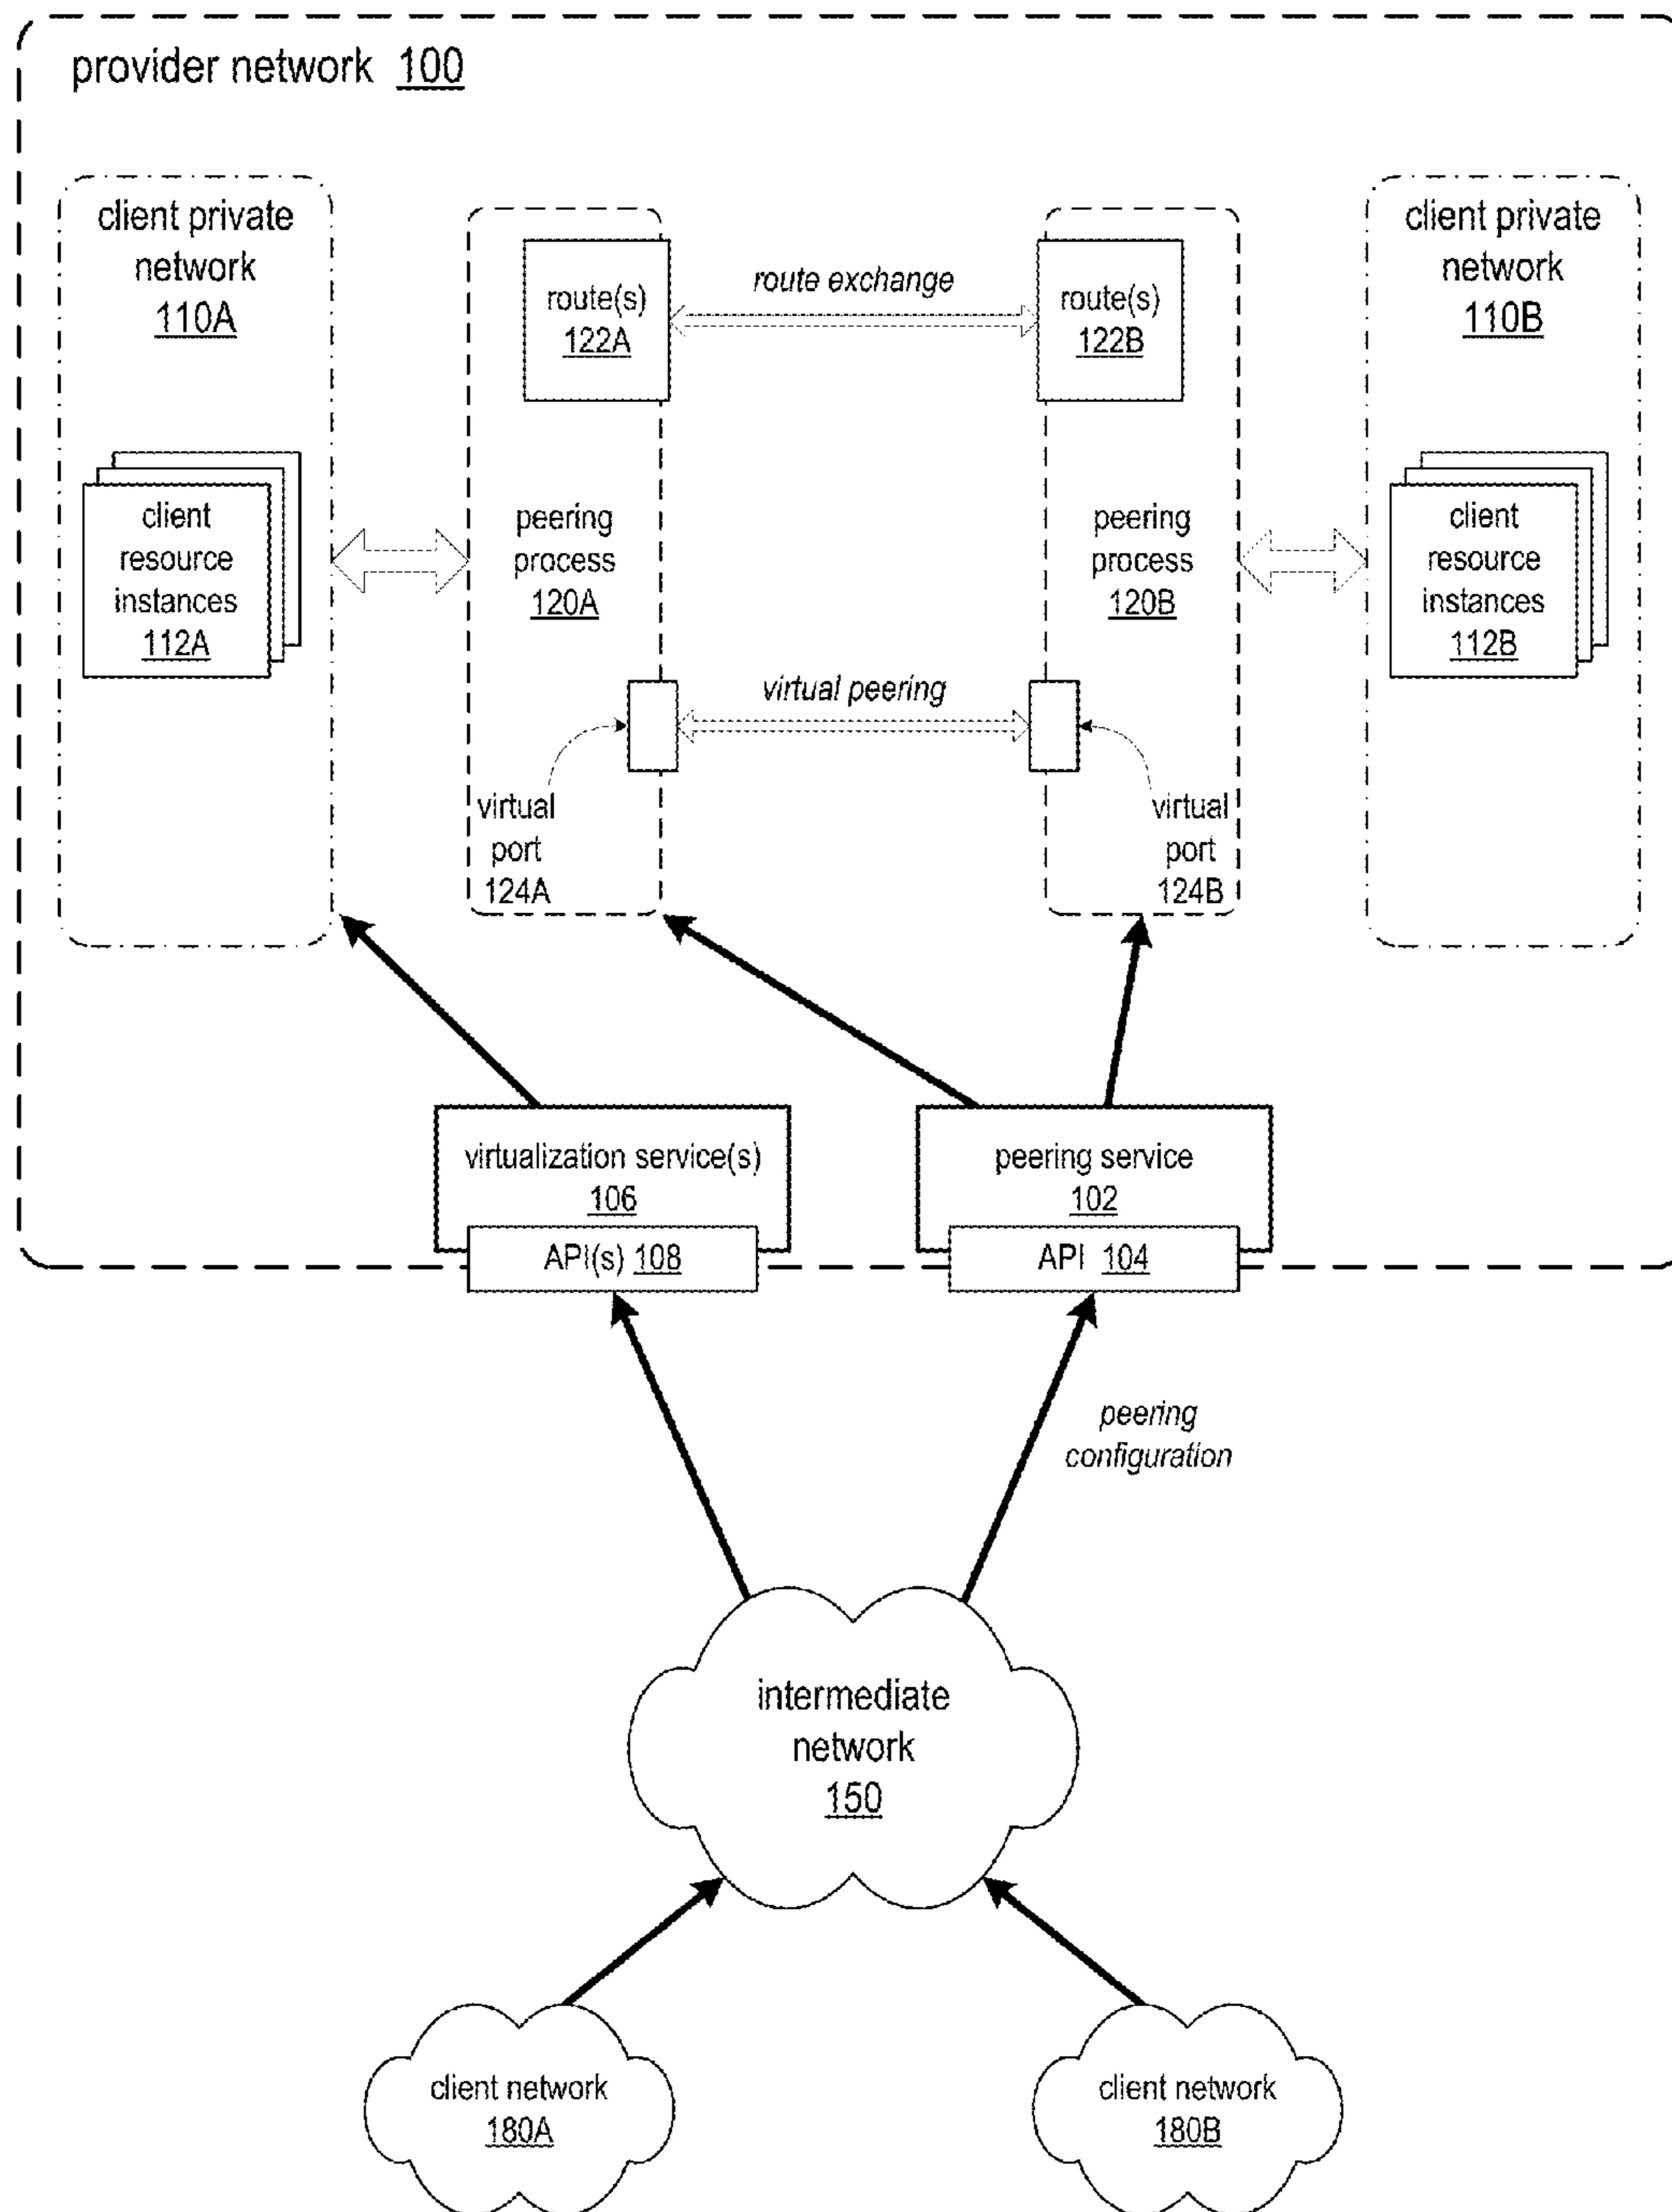 provider network 100
client private
network
110A
client private
network
110B
route(s)
122A
route exchange
route(s)
122B
client
resource
instances
112A
peering
process
120A
peering
process
120B
client
resource
instances
112B
virtual peering
virtual
port
124A
virtual
port
124B
virtualization service(s)
106
API(s) 108
peering service
102
API 104
peering
configuration
intermediate
network
150
client network
180A
client network
180B